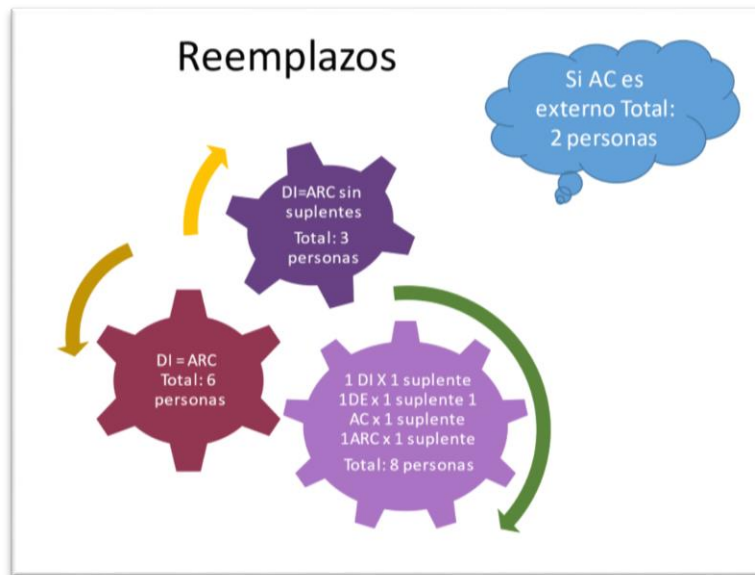 Reemplazos
Si AC es
externo Total:
2 personas
DI=ARC sin
suplentes
Total: 3
personas
DI = ARC
Total: 6
personas
1 DI X 1 suplente
1DE x 1 suplente 1
AC x 1 suplente
1ARC x 1 suplente
Total: 8 personas